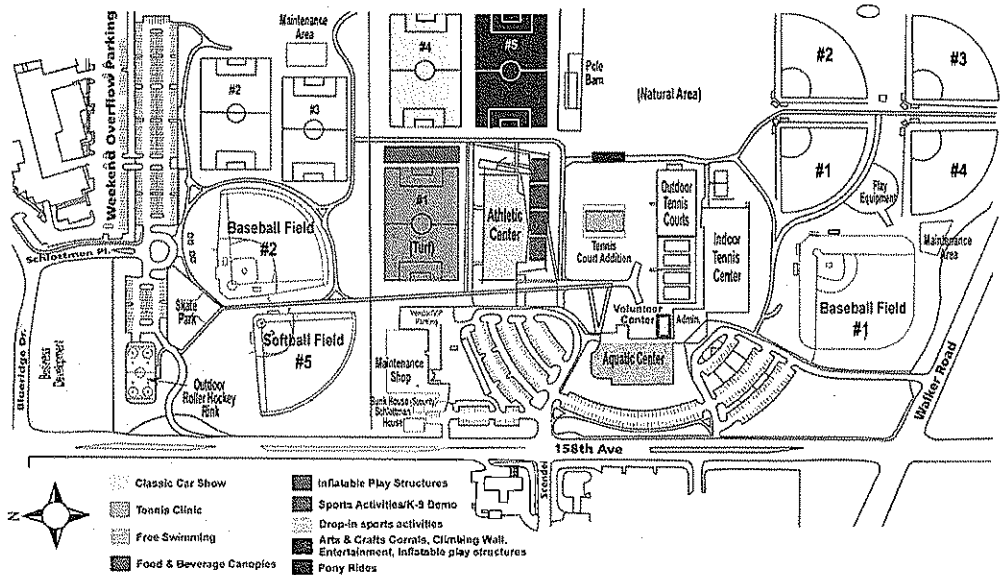 Weekend Overflow Parking
Maintenance
Area
#2
#3
#4
#5
Pole
Barn
(Natural Area)
#2
#3
#1
#4
Play
Equipment
Maintenance
Area
Baseball Field
#1
Walker Road
Schlottman Pl.
Baseball Field
#2
#1
(Turf)
Athletic
Center
Tennis
Court Addition
Outdoor
Tennis
Courts
Indoor
Tennis
Center
Skate
Park
Softball Field
#5
Parking
Maintenance
Shop
Bunk House (Security)
Schlottman
House
Volunteer
Center
Admin.
Aquatic Center
Blueridge Dr.
Business
Development
Outdoor
Roller Hockey
Rink
158th Ave
N
Classic Car Show
Tennis Clinic
Free Swimming
Food & Beverage Canopies
Inflatable Play Structures
Sports Activities/K-9 Demo
Drop-in sports activities
Arts & Crafts Corrals, Climbing Wall,
Entertainment, Inflatable play structures
Pony Rides